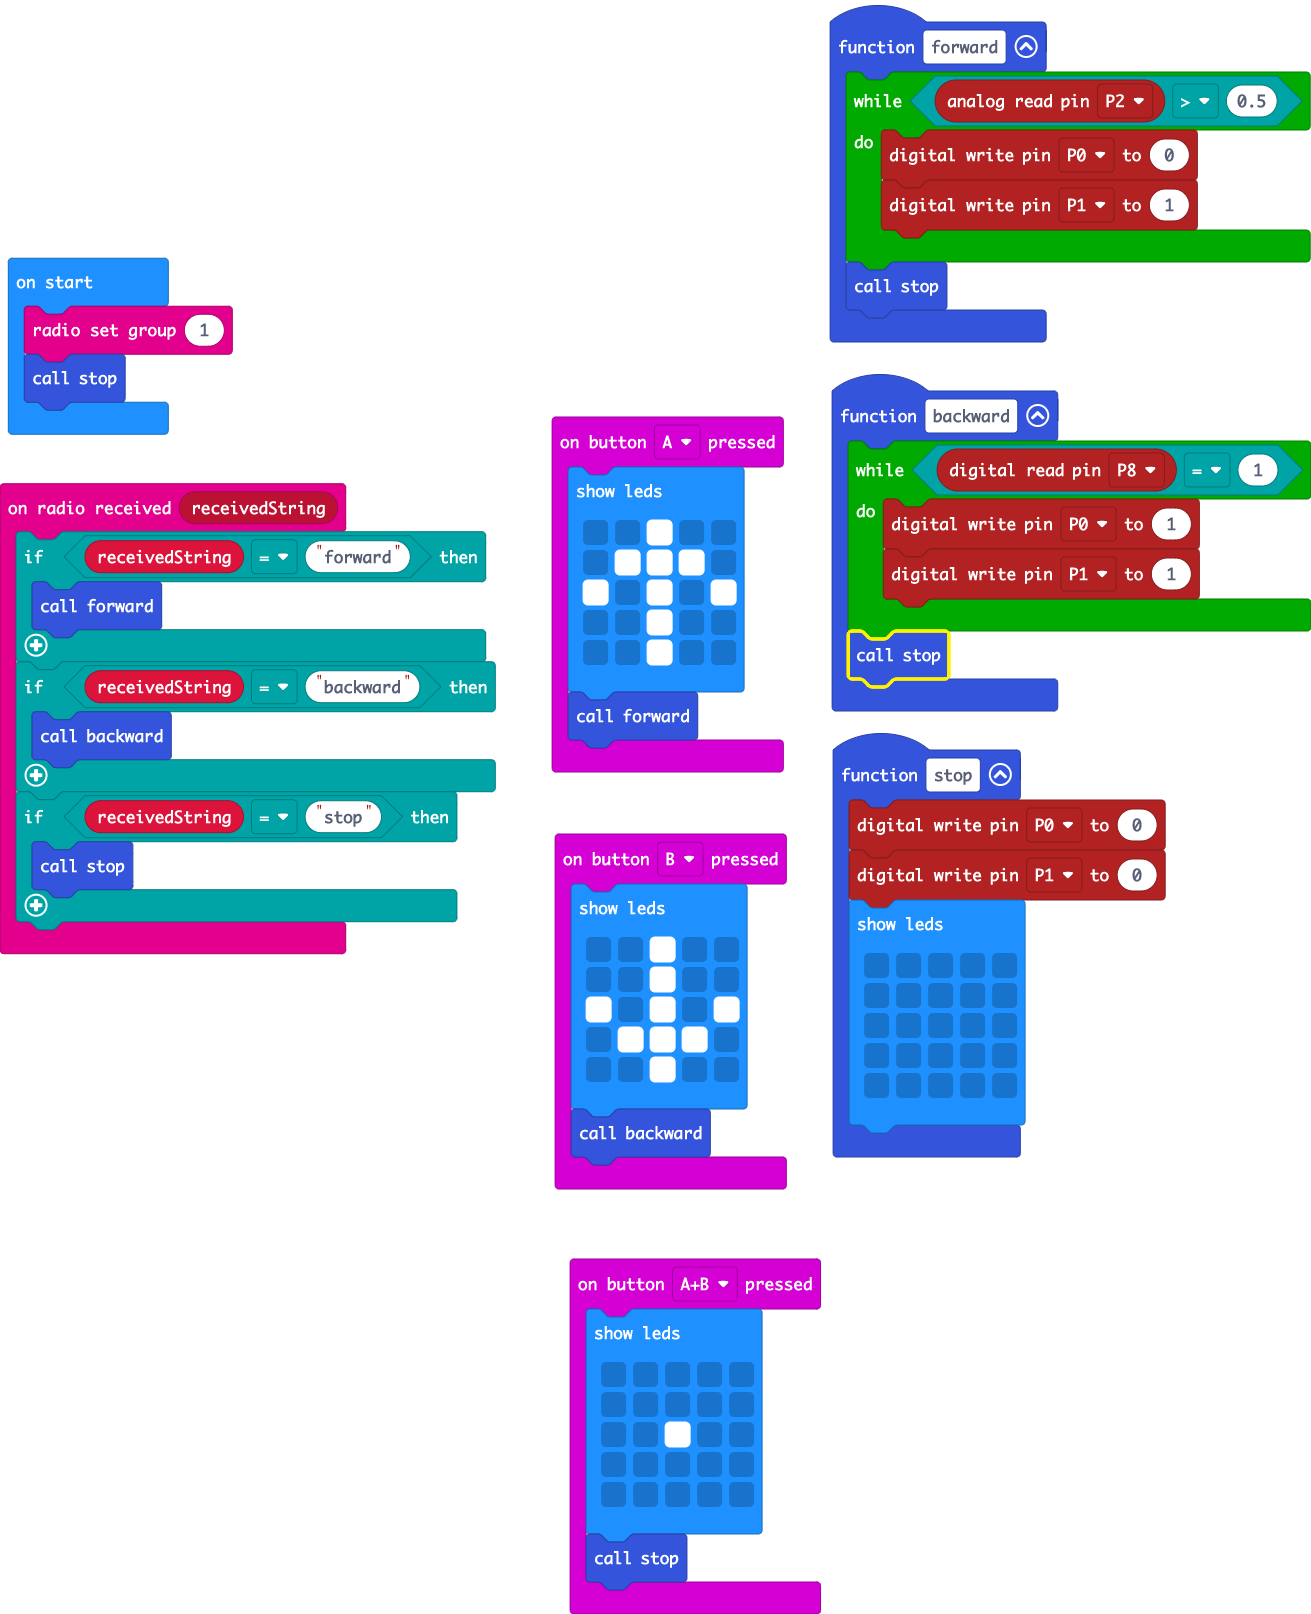 on start
radio set group 1
call stop
on radio received receivedString
if receivedString = "forward" then
call forward
if receivedString = "backward" then
call backward
if receivedString = "stop" then
call stop
on button A pressed
show leds
call forward
on button B pressed
show leds
call backward
on button A+B pressed
show leds
call stop
function forward
while analog read pin P2 > 0.5
do
digital write pin P0 to 0
digital write pin P1 to 1
call stop
function backward
while digital read pin P8 = 1
do
digital write pin P0 to 1
digital write pin P1 to 1
call stop
function stop
digital write pin P0 to 0
digital write pin P1 to 0
show leds